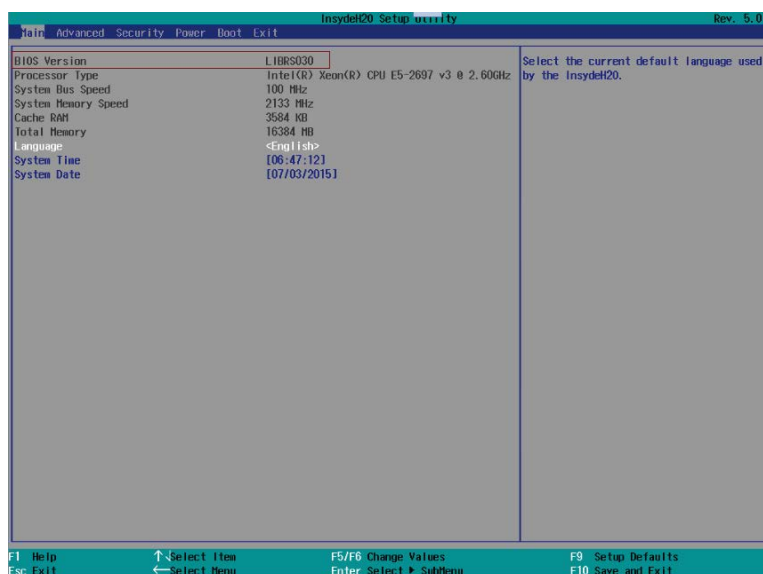 InsydeH20 Setup Utility Rev. 5.0
Main Advanced Security Power Boot Exit
BIOS Version LIBRS030
Processor Type Intel(R) Xeon(R) CPU E5-2697 v3 @ 2.60GHz
System Bus Speed 100 MHz
System Memory Speed 2133 MHz
Cache RAM 3584 KB
Total Memory 16384 MB
Language <English>
System Time [06:47:12]
System Date [07/03/2015]
Select the current default language used
by the InsydeH20.
F1 Help ↑↓Select Item F5/F6 Change Values F9 Setup Defaults
Esc Exit ←Select Menu Enter Select ▶ SubMenu F10 Save and Exit